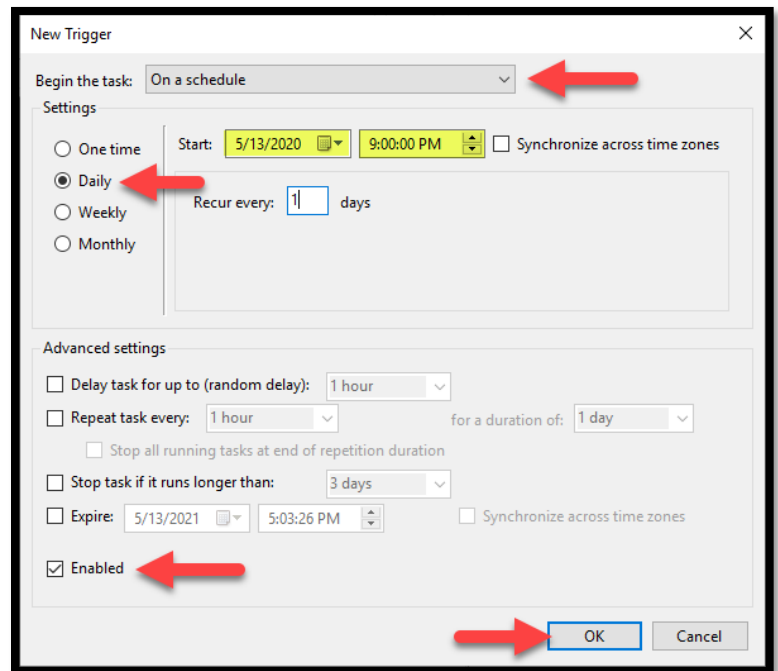 New Trigger
Begin the task: On a schedule
Settings
One time
Start: 5/13/2020 9:00:00 PM Synchronize across time zones
Daily
Recur every: 1 days
Weekly
Monthly
Advanced settings
Delay task for up to (random delay): 1 hour
Repeat task every: 1 hour for a duration of: 1 day
Stop all running tasks at end of repetition duration
Stop task if it runs longer than: 3 days
Expire: 5/13/2021 5:03:26 PM Synchronize across time zones
Enabled
OK Cancel